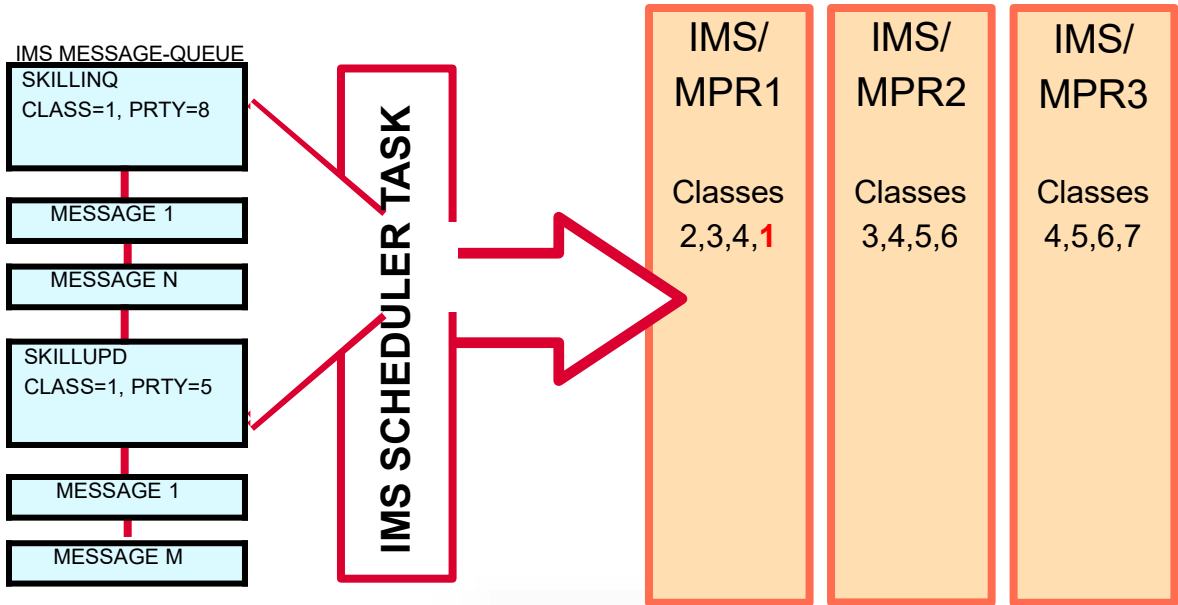 IMS MESSAGE-QUEUE
SKILLINQ
CLASS=1, PRTY=8
MESSAGE 1
MESSAGE N
SKILLUPD
CLASS=1, PRTY=5
MESSAGE 1
MESSAGE M
IMS SCHEDULER TASK
IMS/
MPR1
Classes
2,3,4,1
IMS/
MPR2
Classes
3,4,5,6
IMS/
MPR3
Classes
4,5,6,7